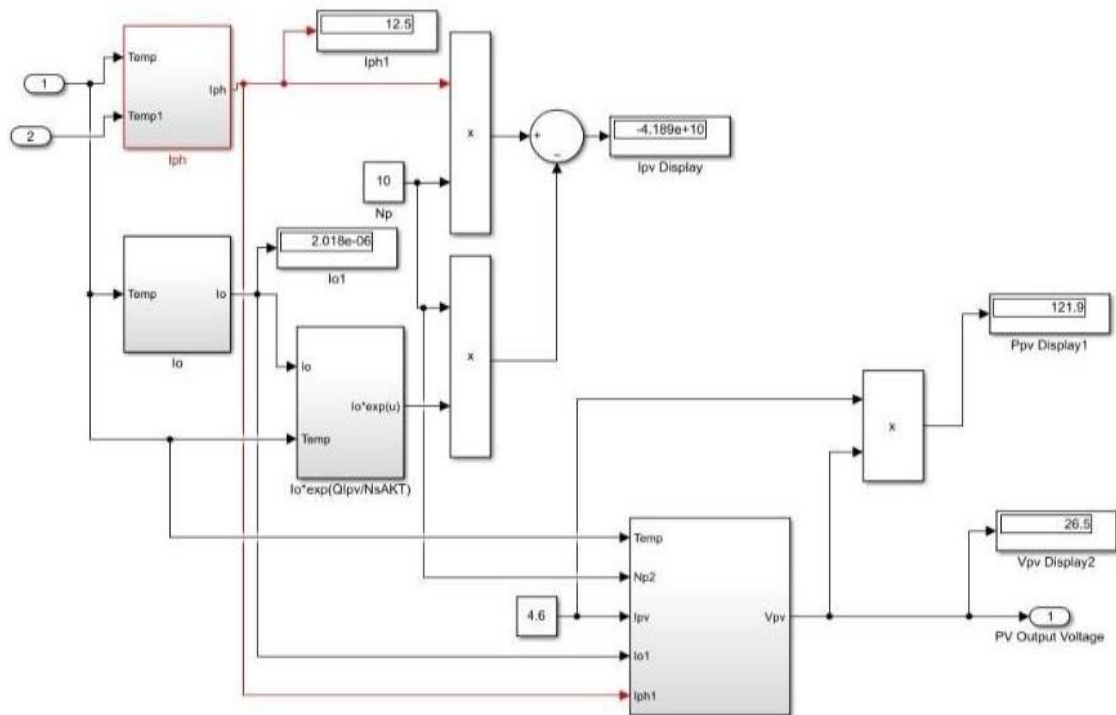 12.5
Iph1
1
Temp
Iph
Temp1
2
Iph
x
+
−
-4.189e+10
Ipv Display
10
Np
2.018e-06
Io1
Temp
Io
Io
x
Io
Io*exp(u)
Temp
Io*exp(QIpv/NsAKT)
121.9
Ppv Display1
x
26.5
Vpv Display2
Temp
Np2
4.6
Ipv
Vpv
1
PV Output Voltage
Io1
Iph1